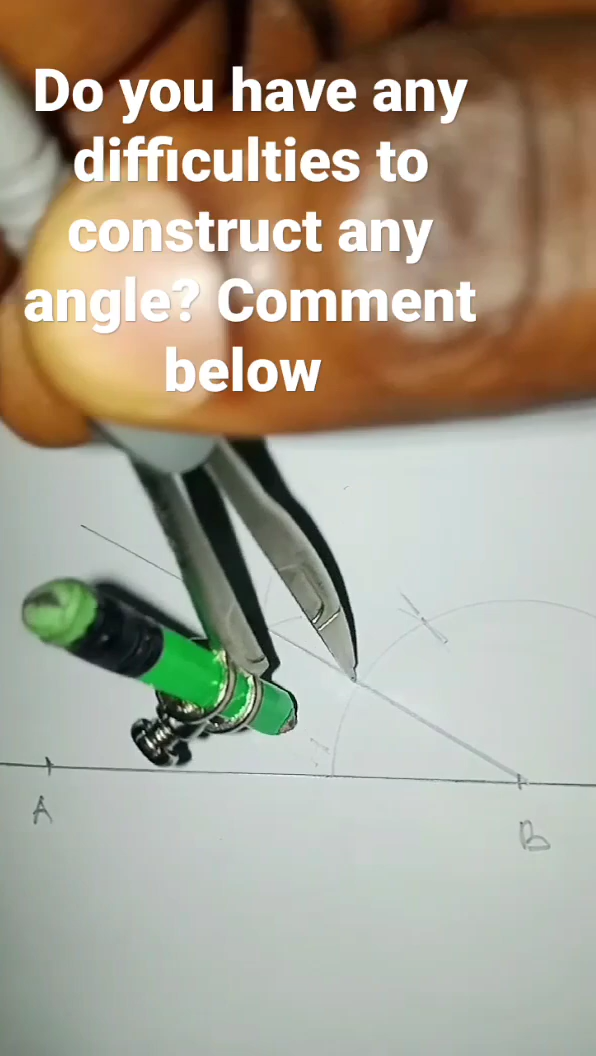 Do you have any
difficulties to
construct any
angle? Comment
below
A
B